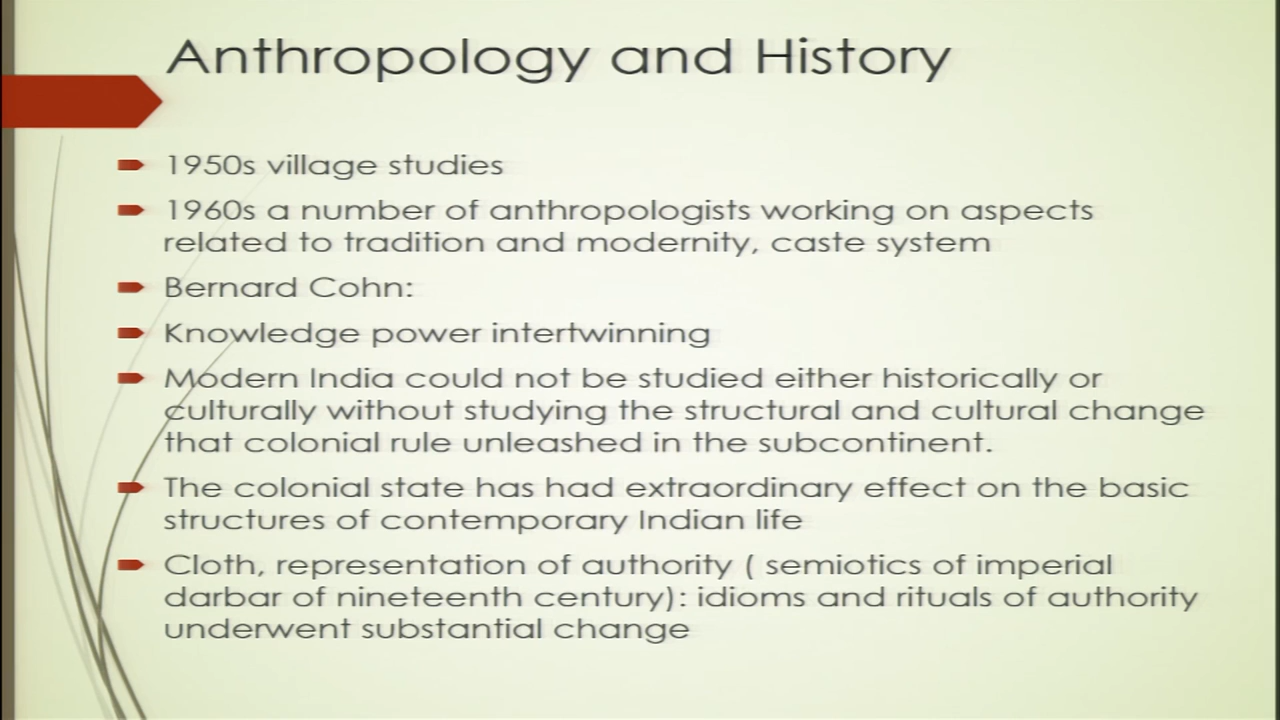 Anthropology and History
1950s village studies
1960s a number of anthropologists working on aspects
related to tradition and modernity, caste system
Bernard Cohn:
Knowledge power intertwinning
Modern India could not be studied either historically or
culturally without studying the structural and cultural change
that colonial rule unleashed in the subcontinent.
The colonial state has had extraordinary effect on the basic
structures of contemporary Indian life
Cloth, representation of authority ( semiotics of imperial
darbar of nineteenth century): idioms and rituals of authority
underwent substantial change